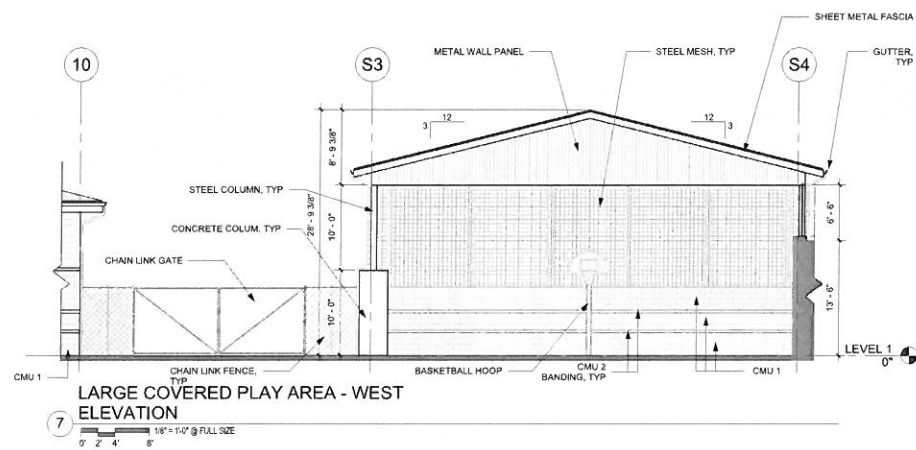 SHEET METAL FASCIA
METAL WALL PANEL
STEEL MESH, TYP
GUTTER,
TYP
10
S3
S4
12
3
12
3
8' - 9 3/8"
STEEL COLUMN, TYP
28' - 9 3/8"
10' - 0"
6' - 6"
CONCRETE COLUM, TYP
CHAIN LINK GATE
10' - 0"
13' - 6"
LEVEL 1
0"
CMU 1
CHAIN LINK FENCE,
TYP
BASKETBALL HOOP
CMU 2
BANDING, TYP
CMU 1
LARGE COVERED PLAY AREA - WEST
ELEVATION
7
1/8" = 1'-0" @ FULL SIZE
0' 2' 4' 8'